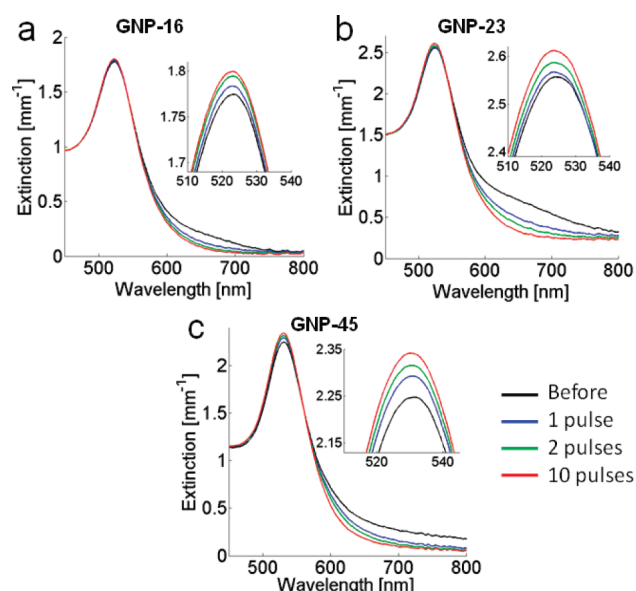 a GNP-16
Extinction [mm⁻¹]
2
1.5
1
0.5
0
500 600 700 800
Wavelength [nm]
1.8
1.75
1.7
510 520 530 540
b GNP-23
Extinction [mm⁻¹]
2.5
2.0
1.5
1.0
0.5
0
500 600 700 800
Wavelength [nm]
2.6
2.5
2.4
510 520 530 540
c GNP-45
Extinction [mm⁻¹]
2
1.5
1
0.5
0
500 600 700 800
Wavelength [nm]
2.35
2.25
2.15
520 540
Before
1 pulse
2 pulses
10 pulses